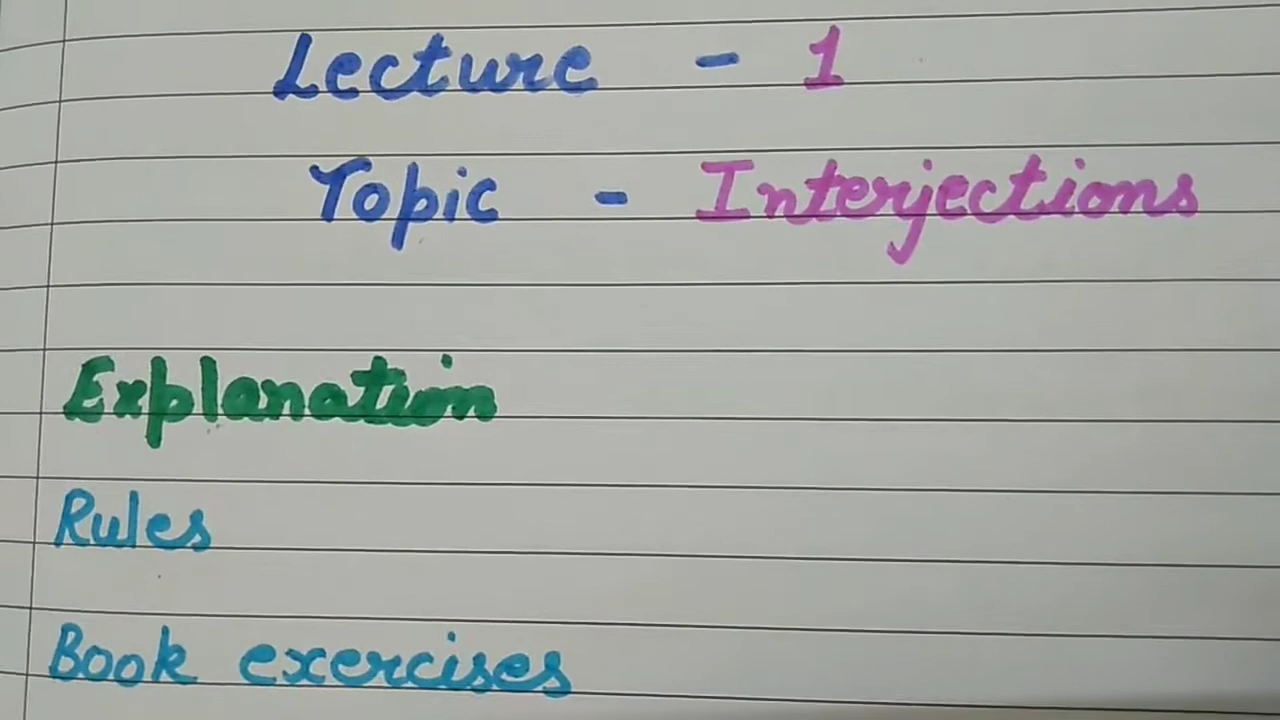 Lecture - 1
Topic - Interjections
Explanation
Rules
Book exercises